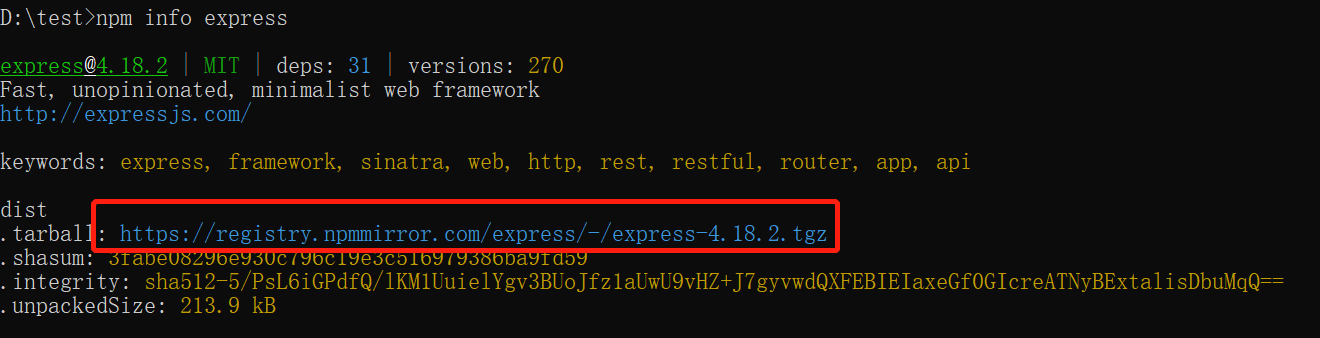 D:\test>npm info express
express@4.18.2 | MIT | deps: 31 | versions: 270
Fast, unopinionated, minimalist web framework
http://expressjs.com/
keywords: express, framework, sinatra, web, http, rest, restful, router, app, api
dist
.tarball: https://registry.npmmirror.com/express/-/express-4.18.2.tgz
.shasum: 3fabe08296e930c796c19e3c516979386ba9fd59
.integrity: sha512-5/PsL6iGPdfQ/lKM1UuielYgv3BUoJfz1aUwU9vHZ+J7gyvwdQXFEBIEIaxeGf0GIcreATNyBExtalisDbuMqQ==
.unpackedSize: 213.9 kB